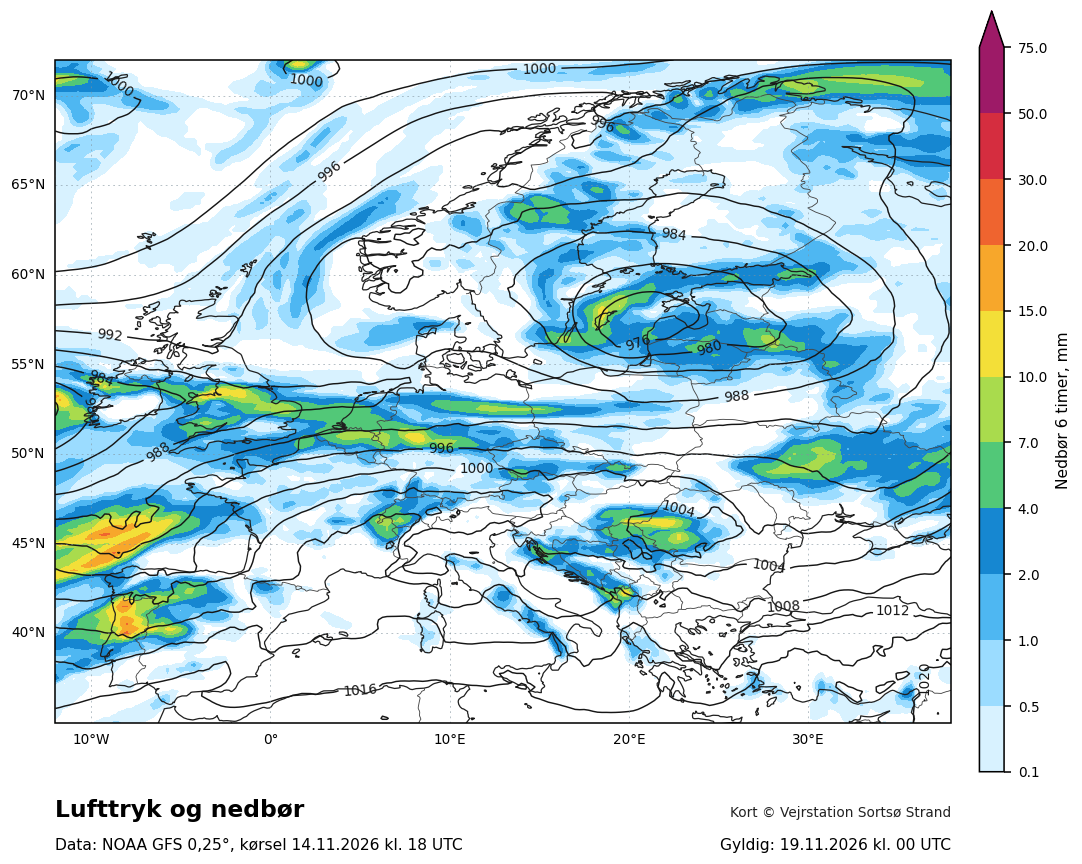 75.0
50.0
30.0
20.0
15.0
10.0
7.0
4.0
2.0
1.0
0.5
0.1
Nedbør 6 timer, mm
70°N
65°N
60°N
55°N
50°N
45°N
40°N
10°W
0°
10°E
20°E
30°E
1000
1000
1000
996
996
984
992
984
976
980
988
988
996
996
1000
1004
1004
1008
1012
1016
1020
Lufttryk og nedbør
Kort © Vejrstation Sortsø Strand
Data: NOAA GFS 0,25°, kørsel 14.11.2026 kl. 18 UTC
Gyldig: 19.11.2026 kl. 00 UTC